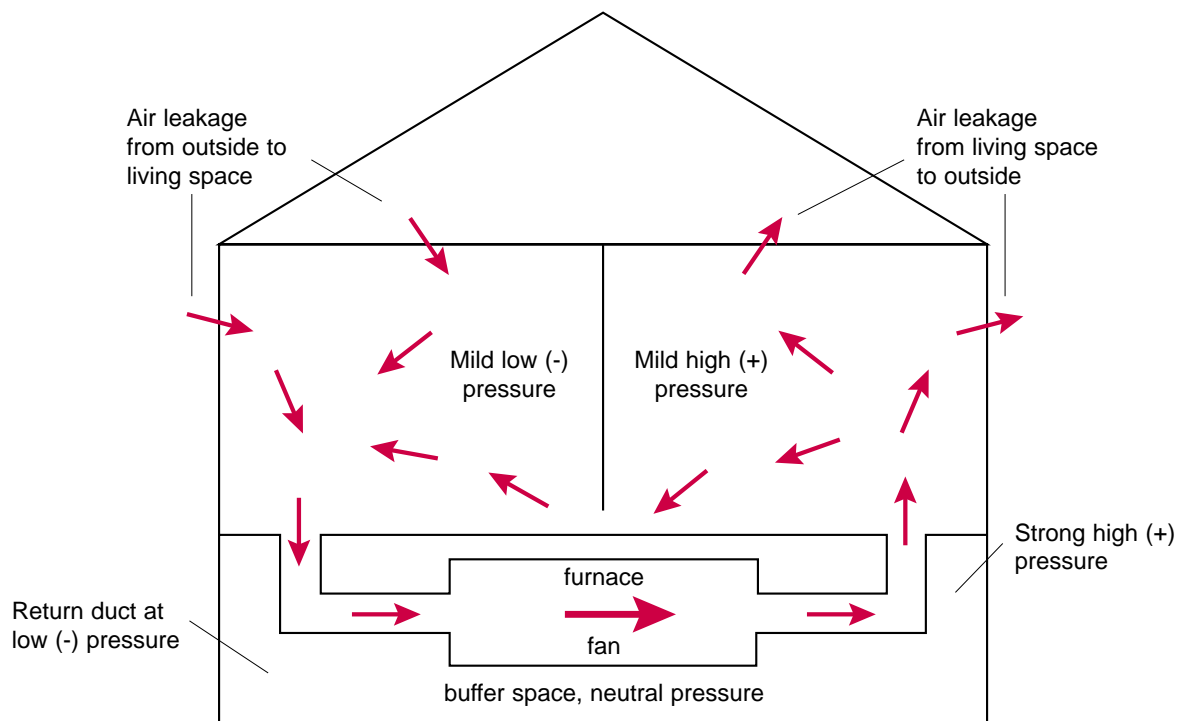 Air leakage
from outside to
living space
Air leakage
from living space
to outside
Mild low (-)
pressure
Mild high (+)
pressure
Strong high (+)
pressure
furnace
Return duct at
low (-) pressure
fan
buffer space, neutral pressure